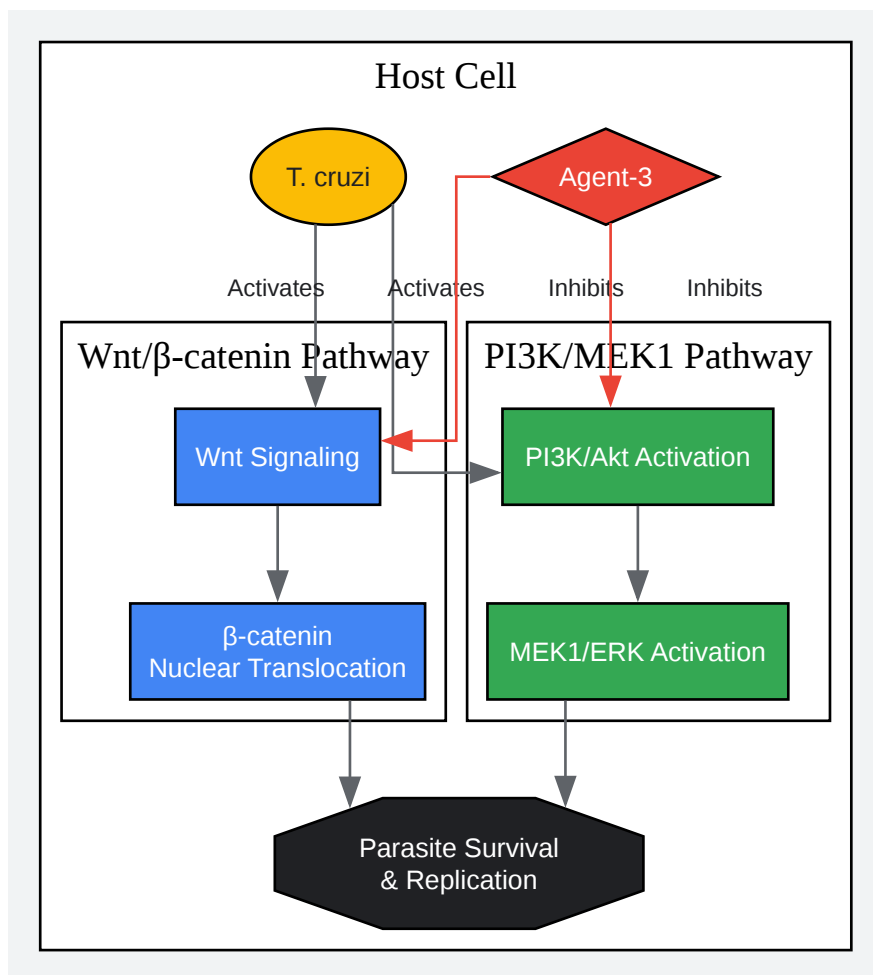 Host Cell
T. cruzi
Agent-3
Activates
Activates
Inhibits
Inhibits
Wnt/β-catenin Pathway
PI3K/MEK1 Pathway
Wnt Signaling
PI3K/Akt Activation
β-catenin
Nuclear Translocation
MEK1/ERK Activation
Parasite Survival
& Replication